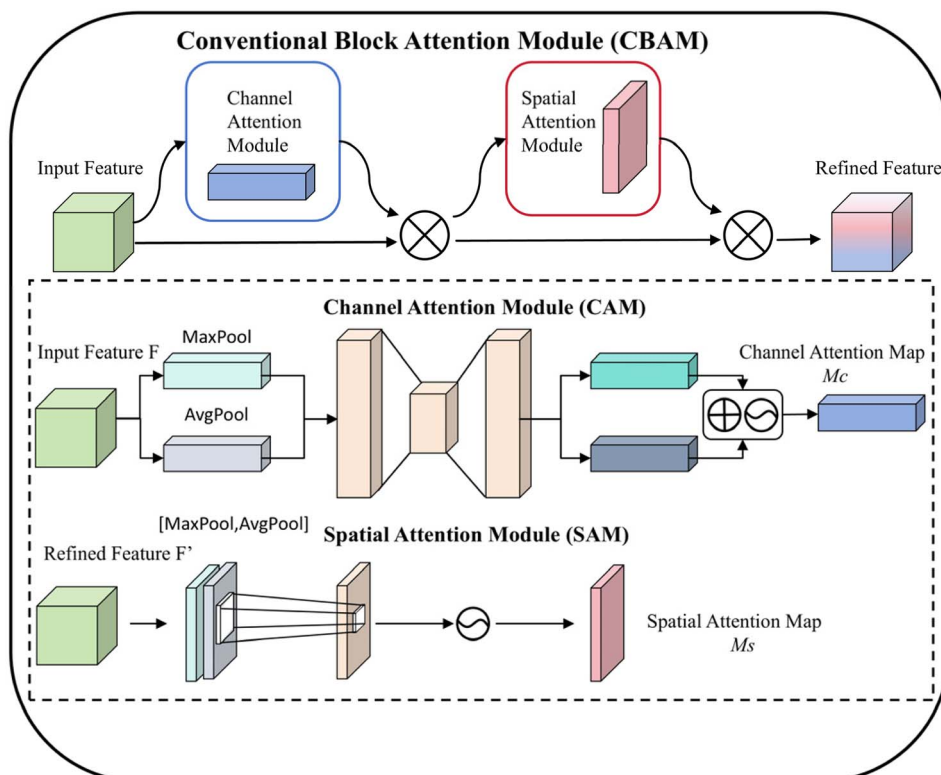 Conventional Block Attention Module (CBAM)
Channel
Attention
Module
Spatial
Attention
Module
Input Feature
Refined Feature
Channel Attention Module (CAM)
Input Feature F
MaxPool
AvgPool
Channel Attention Map
Mc
[MaxPool,AvgPool]
Spatial Attention Module (SAM)
Refined Feature F’
Spatial Attention Map
Ms